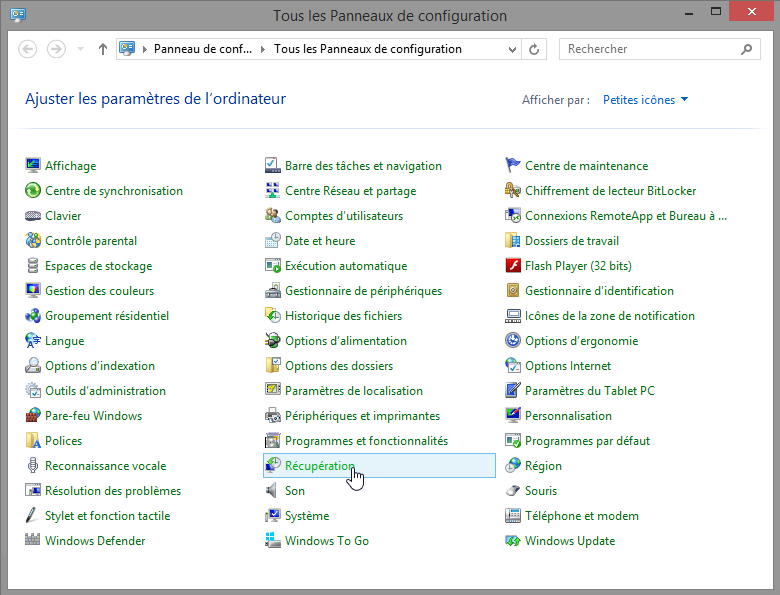 Tous les Panneaux de configuration
Panneau de conf... Tous les Panneaux de configuration Rechercher
Ajuster les paramètres de l'ordinateur Afficher par : Petites icônes
Affichage Barre des tâches et navigation Centre de maintenance
Centre de synchronisation Centre Réseau et partage Chiffrement de lecteur BitLocker
Clavier Comptes d'utilisateurs Connexions RemoteApp et Bureau à ...
Contrôle parental Date et heure Dossiers de travail
Espaces de stockage Exécution automatique Flash Player (32 bits)
Gestion des couleurs Gestionnaire de périphériques Gestionnaire d'identification
Groupement résidentiel Historique des fichiers Icônes de la zone de notification
Langue Options d'alimentation Options d'ergonomie
Options d'indexation Options des dossiers Options Internet
Outils d'administration Paramètres de localisation Paramètres du Tablet PC
Pare-feu Windows Périphériques et imprimantes Personnalisation
Polices Programmes et fonctionnalités Programmes par défaut
Reconnaissance vocale Récupération Région
Résolution des problèmes Son Souris
Stylet et fonction tactile Système Téléphone et modem
Windows Defender Windows To Go Windows Update